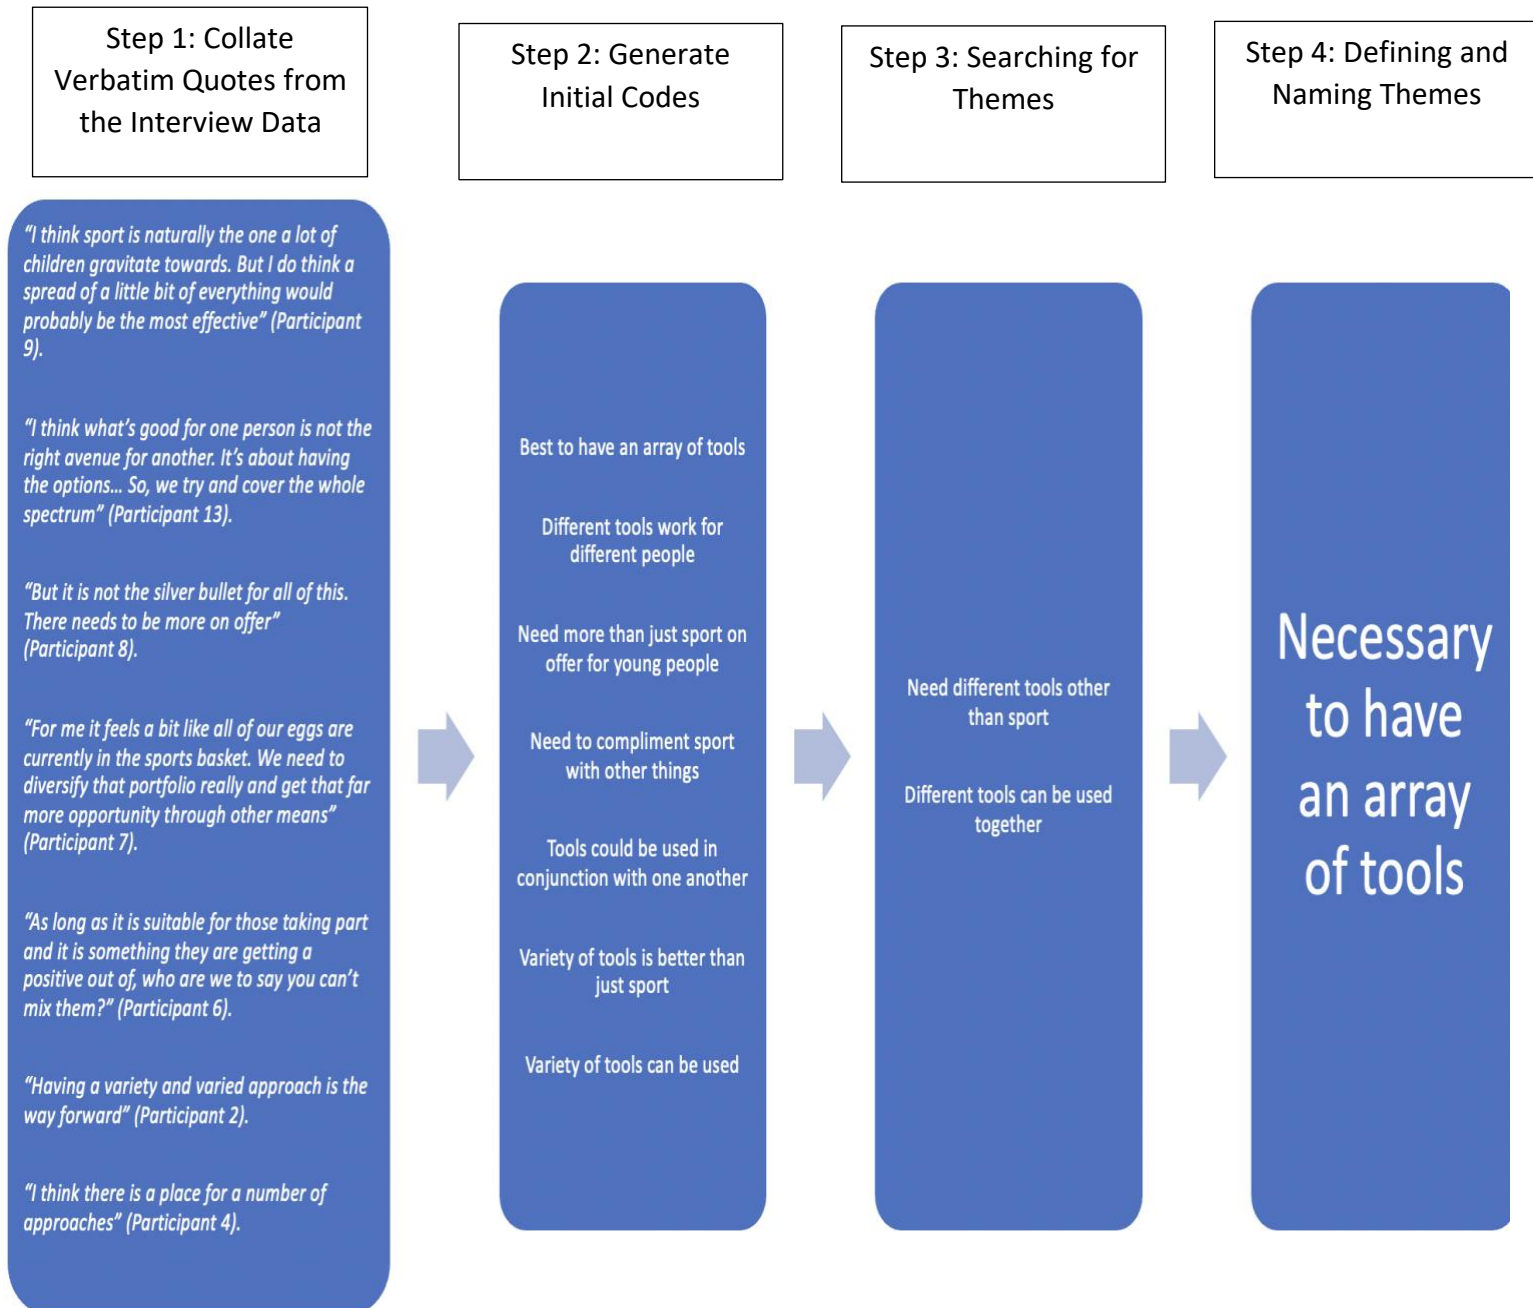 Step 1: Collate
Verbatim Quotes from
the Interview Data
Step 2: Generate
Initial Codes
Step 3: Searching for
Themes
Step 4: Defining and
Naming Themes
“I think sport is naturally the one a lot of
children gravitate towards. But I do think a
spread of a little bit of everything would
probably be the most effective” (Participant
9).
“I think what’s good for one person is not the
right avenue for another. It’s about having
the options… So, we try and cover the whole
spectrum” (Participant 13).
“But it is not the silver bullet for all of this.
There needs to be more on offer”
(Participant 8).
“For me it feels a bit like all of our eggs are
currently in the sports basket. We need to
diversify that portfolio really and get that far
more opportunity through other means”
(Participant 7).
“As long as it is suitable for those taking part
and it is something they are getting a
positive out of, who are we to say you can’t
mix them?” (Participant 6).
“Having a variety and varied approach is the
way forward” (Participant 2).
“I think there is a place for a number of
approaches” (Participant 4).
Best to have an array of tools
Different tools work for
different people
Need more than just sport on
offer for young people
Need to compliment sport
with other things
Tools could be used in
conjunction with one another
Variety of tools is better than
just sport
Variety of tools can be used
Need different tools other
than sport
Different tools can be used
together
Necessary
to have
an array
of tools